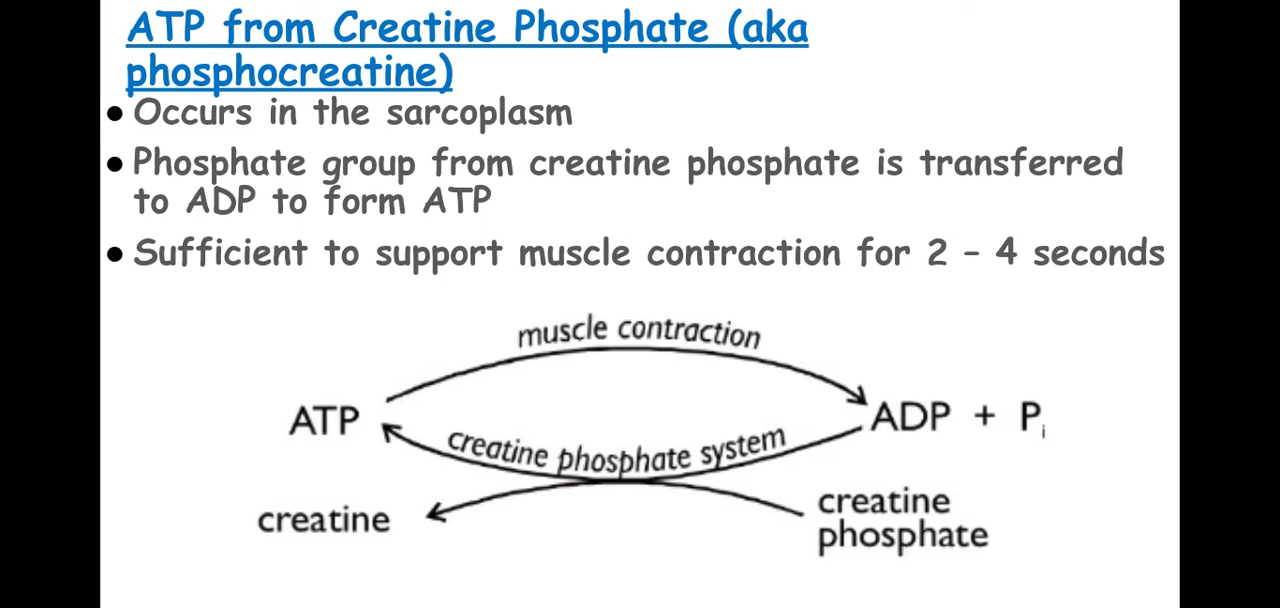 ATP from Creatine Phosphate (aka
phosphocreatine)
● Occurs in the sarcoplasm
● Phosphate group from creatine phosphate is transferred
to ADP to form ATP
● Sufficient to support muscle contraction for 2 – 4 seconds
muscle contraction
ATP
ADP + Pi
creatine phosphate system
creatine
creatine
phosphate